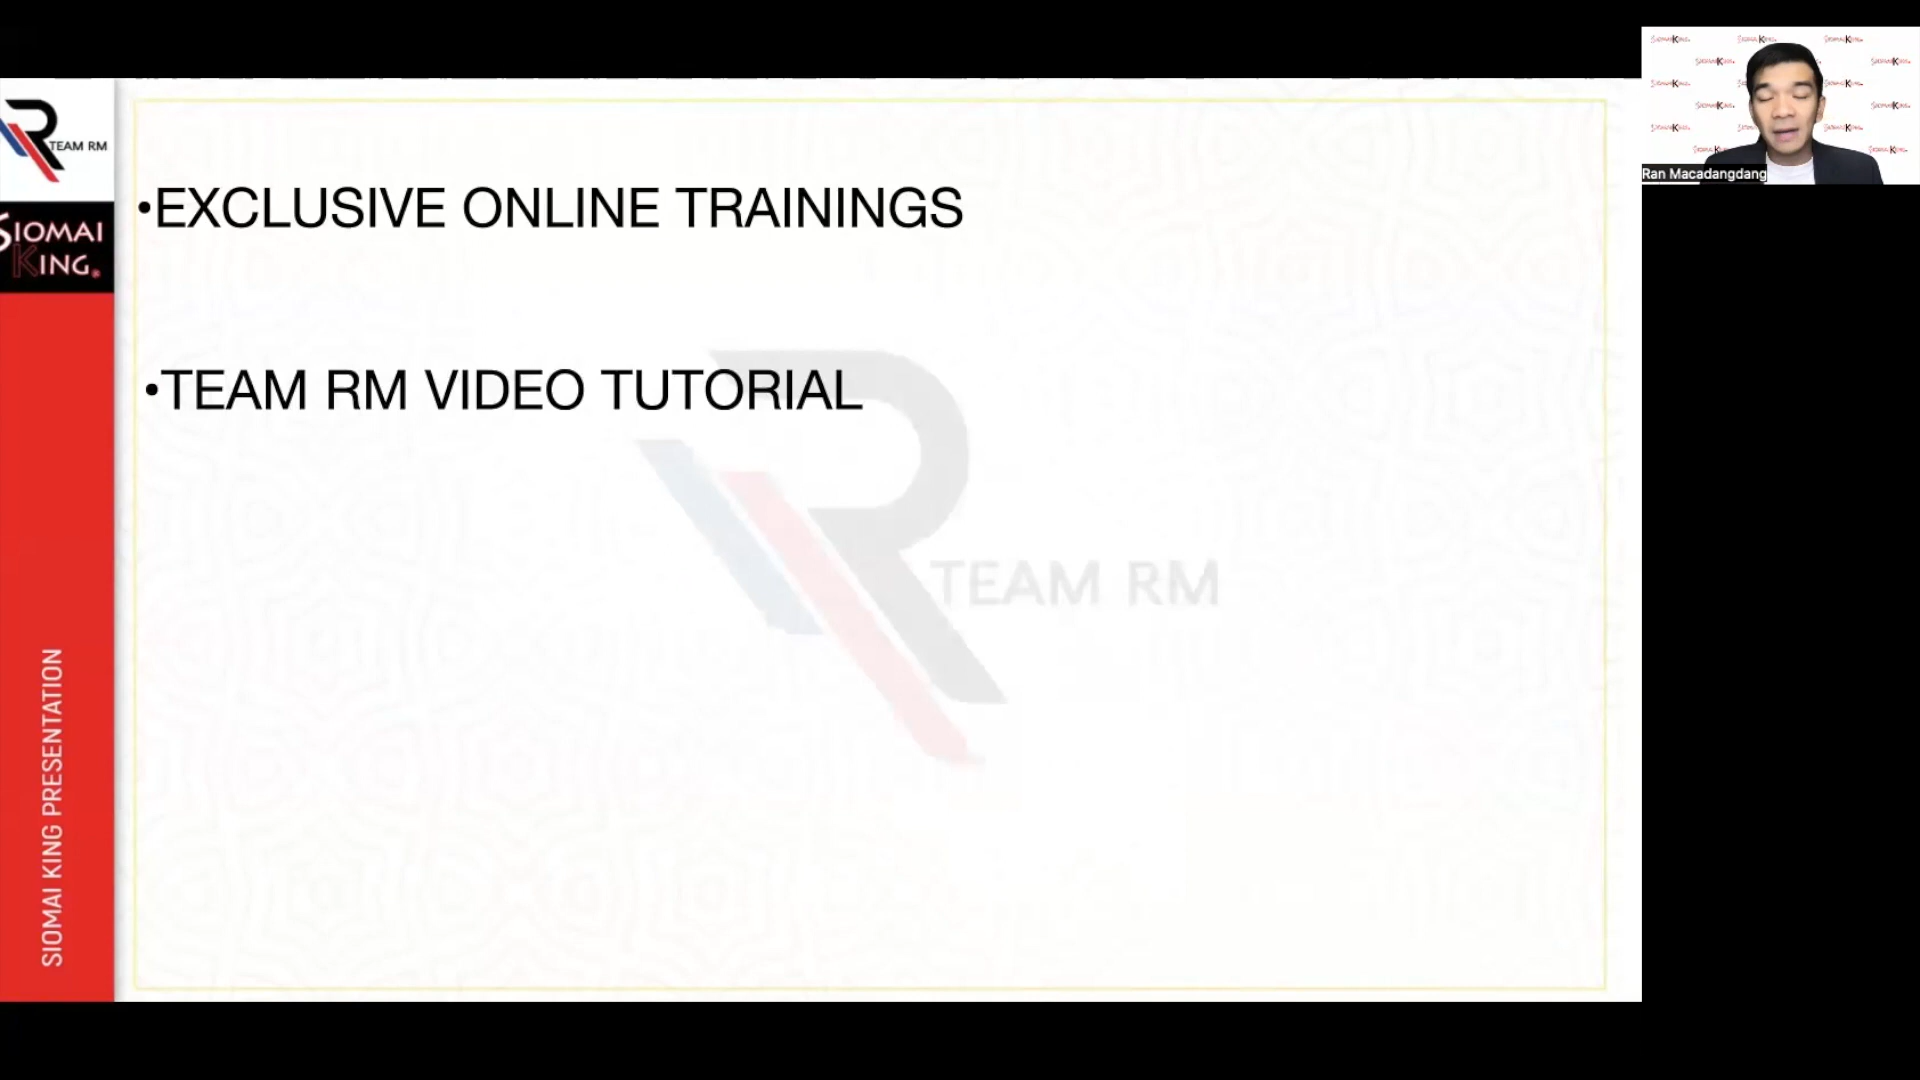 TEAM RM
SIOMAI
KING
SIOMAI KING PRESENTATION
•EXCLUSIVE ONLINE TRAININGS
•TEAM RM VIDEO TUTORIAL
TEAM RM
Ran Macadangdang